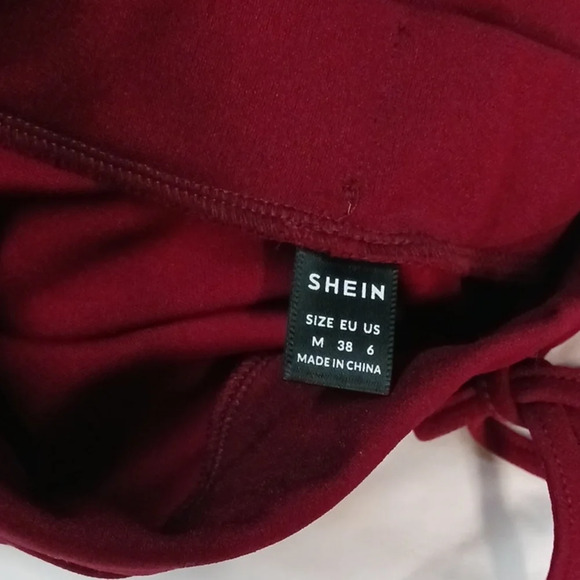 SHEIN
SIZE EU US
M 38 6
MADE IN CHINA